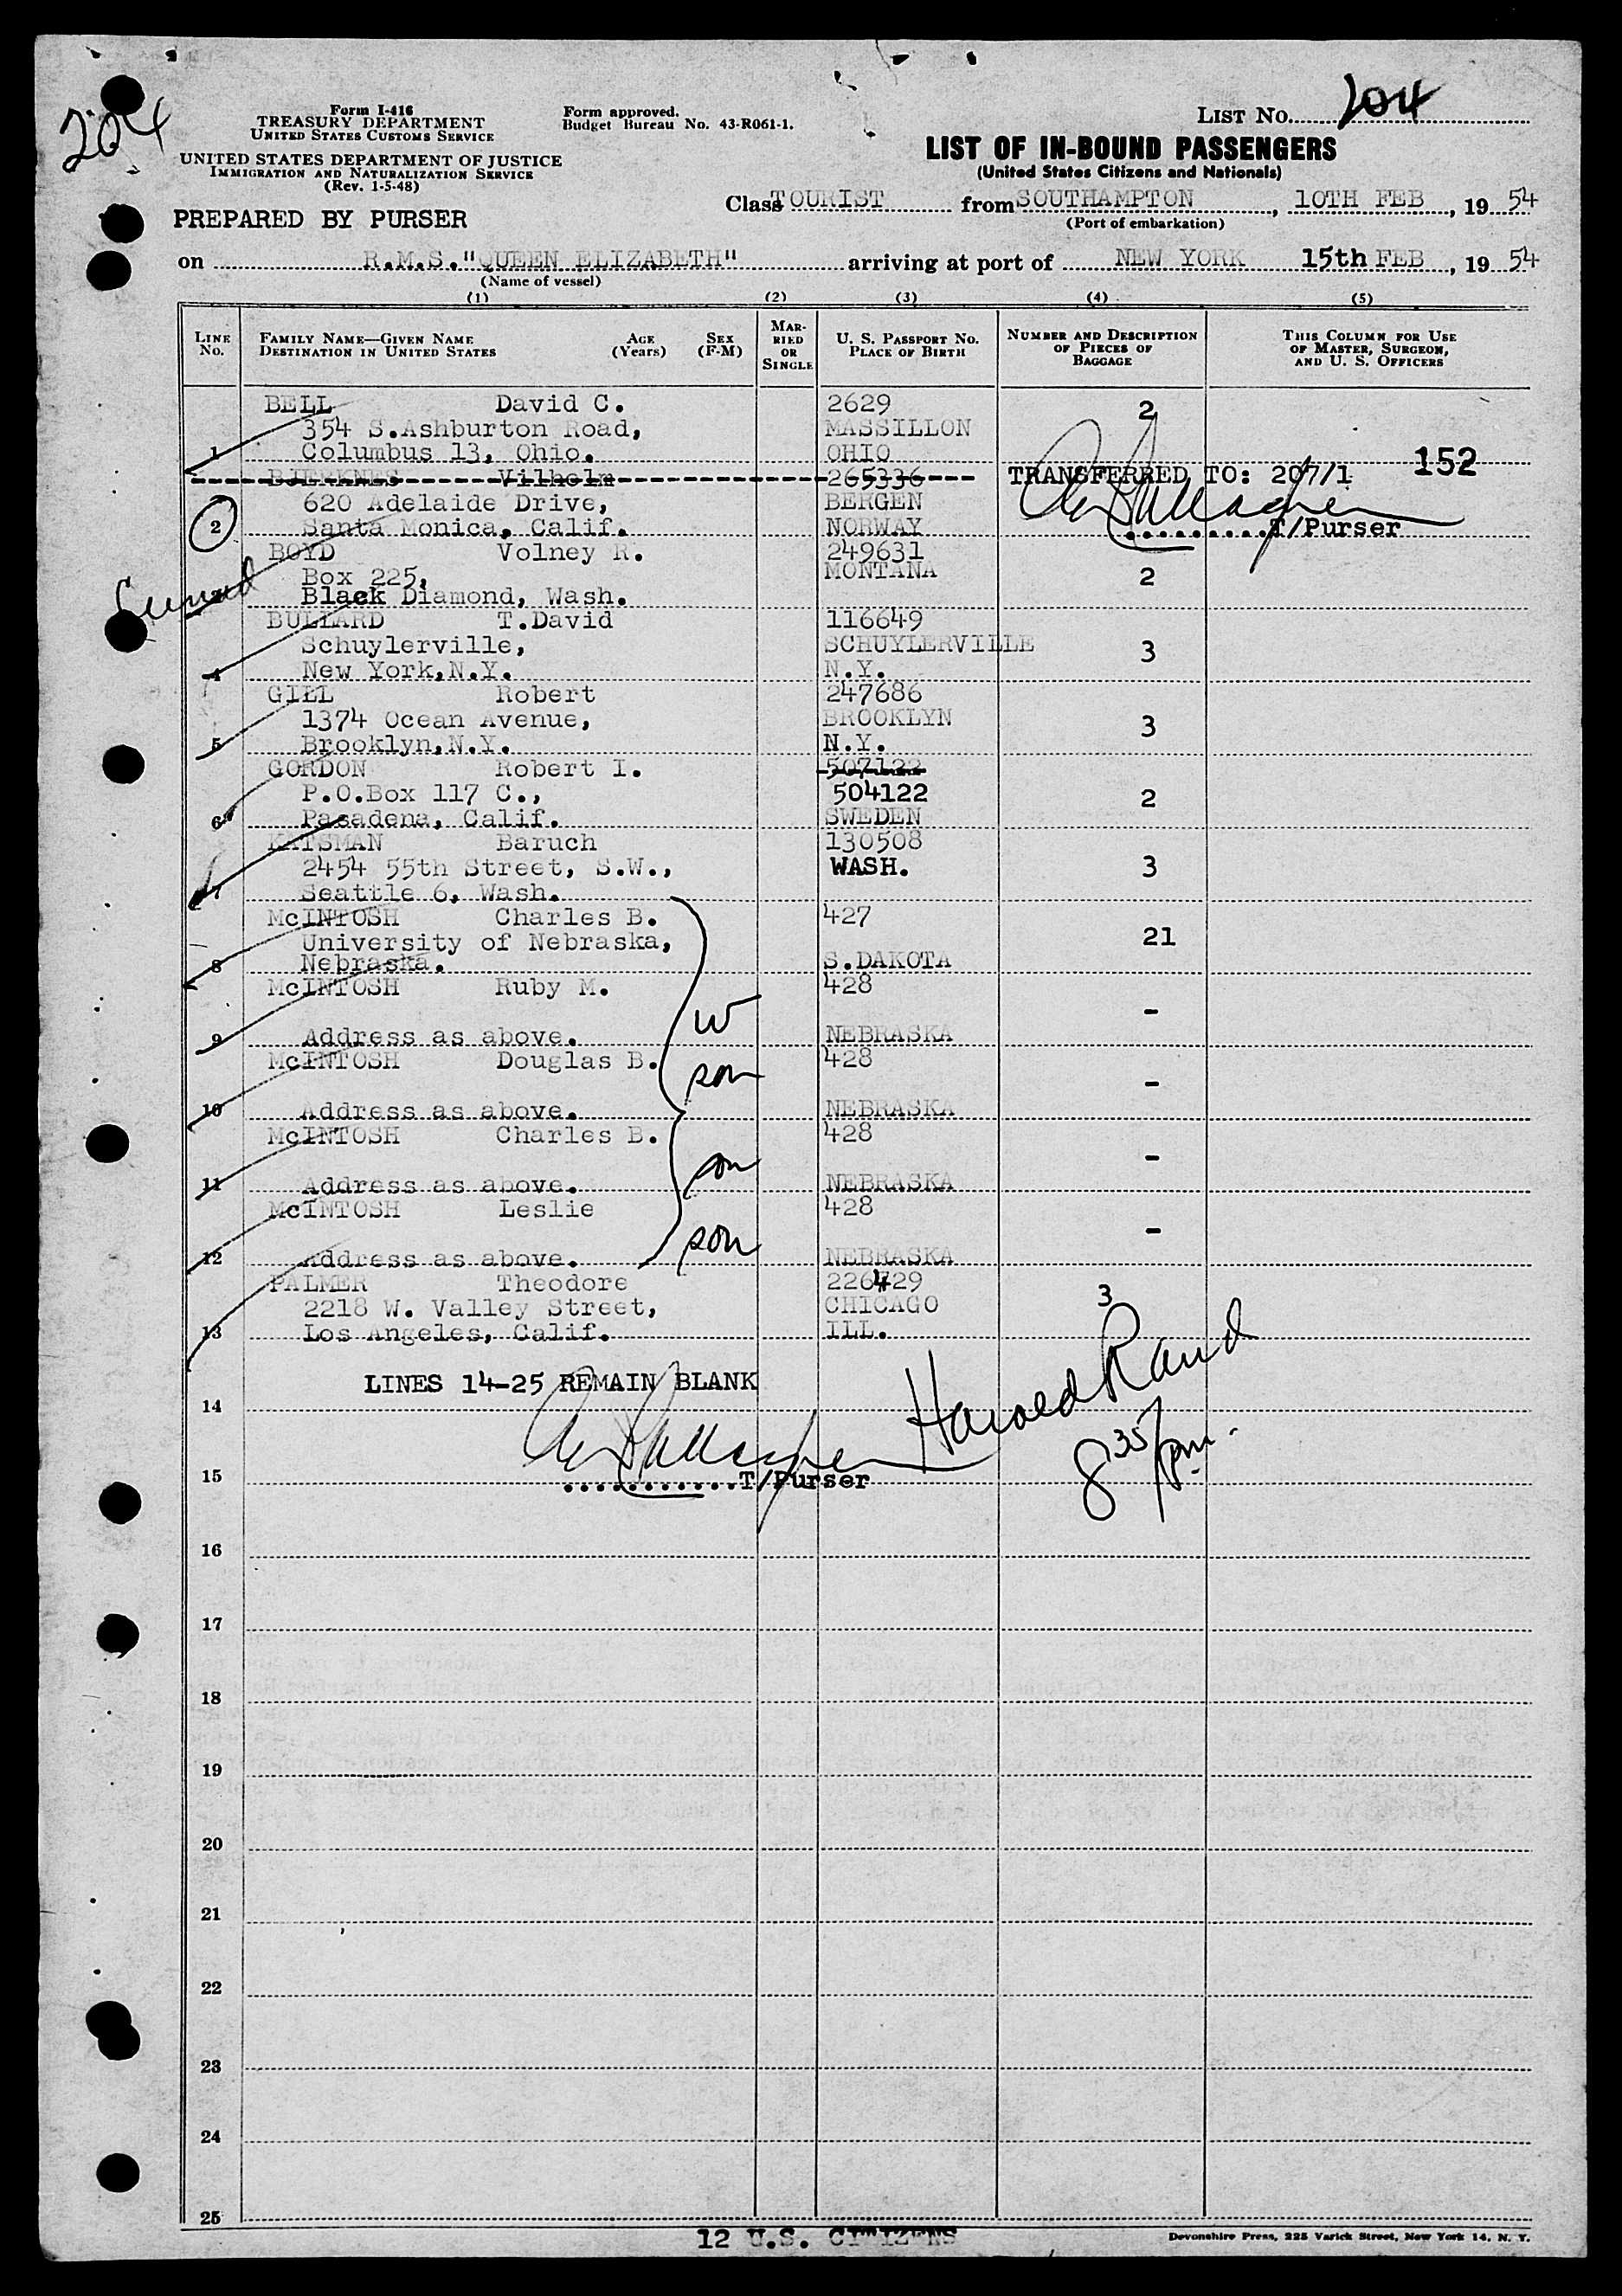 204
Form I-416
TREASURY DEPARTMENT
UNITED STATES CUSTOMS SERVICE
UNITED STATES DEPARTMENT OF JUSTICE
IMMIGRATION AND NATURALIZATION SERVICE
(Rev. 1-5-48)
Form approved.
Budget Bureau No. 43-R061-1.
LIST No. 204
LIST OF IN-BOUND PASSENGERS
(United States Citizens and Nationals)
PREPARED BY PURSER
Class TOURIST from SOUTHAMPTON, 10TH FEB, 1954
(Port of embarkation)
on R.M.S."QUEEN ELIZABETH" arriving at port of NEW YORK 15th FEB, 1954
(Name of vessel)
(1) (2) (3) (4) (5)
LINE No.
FAMILY NAME—GIVEN NAME
DESTINATION IN UNITED STATES
AGE (Years)
SEX (F-M)
MARRIED OR SINGLE
U. S. PASSPORT No.
PLACE OF BIRTH
NUMBER AND DESCRIPTION OF PIECES OF BAGGAGE
THIS COLUMN FOR USE OF MASTER, SURGEON, AND U. S. OFFICERS
BELL David C. 2629 2
354 S.Ashburton Road, MASSILLON
1 Columbus 13, Ohio. OHIO 152
BJERKNES Vilhelm 265336 TRANSFERRED TO: 207/1
620 Adelaide Drive, BERGEN
2 Santa Monica, Calif. NORWAY T/Purser
BOYD Volney R. 249631
Box 225, MONTANA 2
3 Black Diamond, Wash.
BULLARD T.David 116649
Schuylerville, SCHUYLERVILLE 3
4 New York,N.Y. N.Y.
GILL Robert 247686
1374 Ocean Avenue, BROOKLYN 3
5 Brooklyn,N.Y. N.Y.
GORDON Robert I. 507122
P.O.Box 117 C., 504122 2
6 Pasadena, Calif. SWEDEN
KATSMAN Baruch 130508
2454 55th Street, S.W., WASH. 3
7 Seattle 6, Wash.
McINTOSH Charles B. 427
University of Nebraska, 21
8 Nebraska. S.DAKOTA
McINTOSH Ruby M. 428
W -
9 Address as above. NEBRASKA
McINTOSH Douglas B. 428
son -
10 Address as above. NEBRASKA
McINTOSH Charles B. 428
son -
11 Address as above. NEBRASKA
McINTOSH Leslie 428
son -
12 Address as above. NEBRASKA
PALMER Theodore 226429
2218 W. Valley Street, CHICAGO 3
13 Los Angeles, Calif. ILL.
LINES 14-25 REMAIN BLANK
Harold Rand
14
8 35/pm.
15 T/Purser
16
17
18
19
20
21
22
23
24
25
12 U.S. CITIZENS
Devonshire Press, 225 Varick Street, New York 14, N. Y.